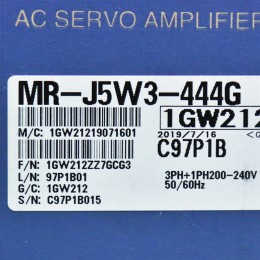 AC SERVO AMPLIFIER
MR-J5W3-444G
M/C: 1GW21219071601
1GW212
2019/7/16
C97P1B
F/N: 1GW212ZZ7GCG3
L/N: 97P1B01
G/N: 1GW212
S/N: C97P1B015
3PH+1PH200-240V
50/60Hz